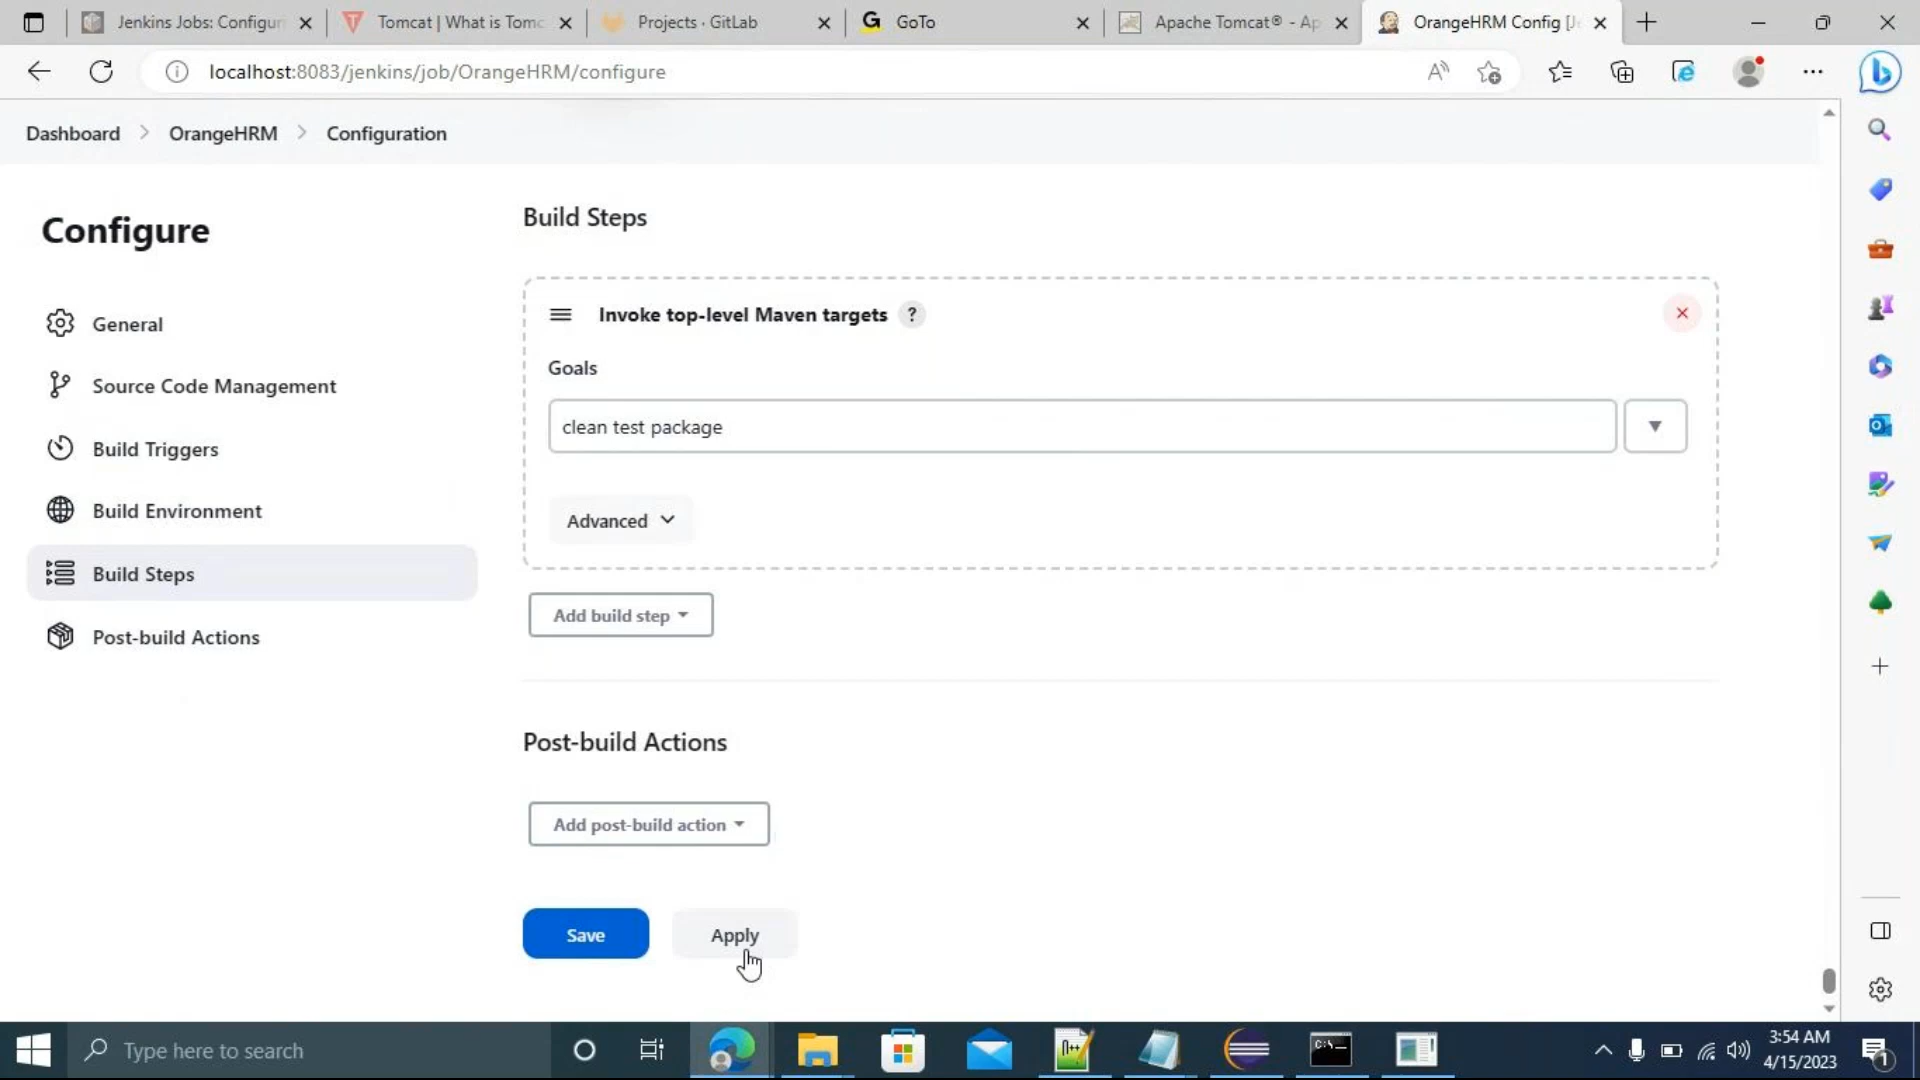 Jenkins Jobs: Configuri
Tomcat | What is Tomc
Projects · GitLab
GoTo
Apache Tomcat® - Ap
OrangeHRM Config [Je
localhost:8083/jenkins/job/OrangeHRM/configure
Dashboard
OrangeHRM
Configuration
Configure
General
Source Code Management
Build Triggers
Build Environment
Build Steps
Post-build Actions
Build Steps
Invoke top-level Maven targets ?
Goals
clean test package
Advanced
Add build step
Post-build Actions
Add post-build action
Save
Apply
Type here to search
3:54 AM
4/15/2023
1